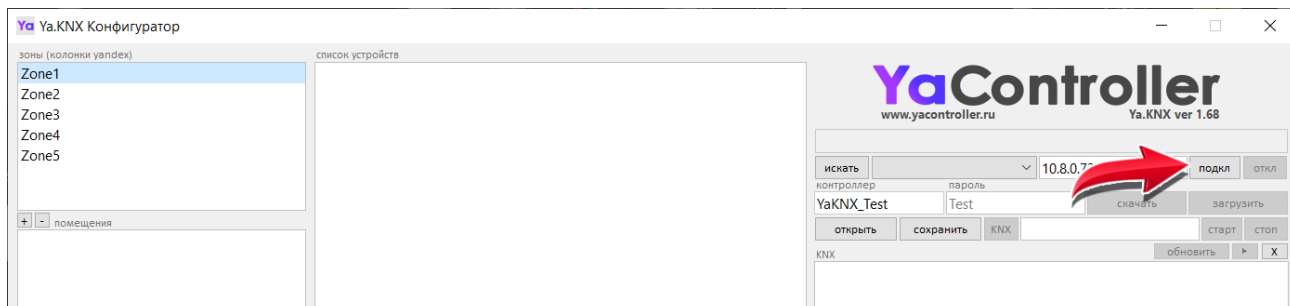 Ya Ya.KNX Конфигуратор
зоны (колонки yandex)
список устройств
Zone1
Zone2
Zone3
Zone4
Zone5
+ - помещения
YaController
www.yacontroller.ru Ya.KNX ver 1.68
искать подкл откл
контроллер пароль
YaKNX_Test Test скачать загрузить
открыть сохранить KNX старт стоп
KNX обновить X